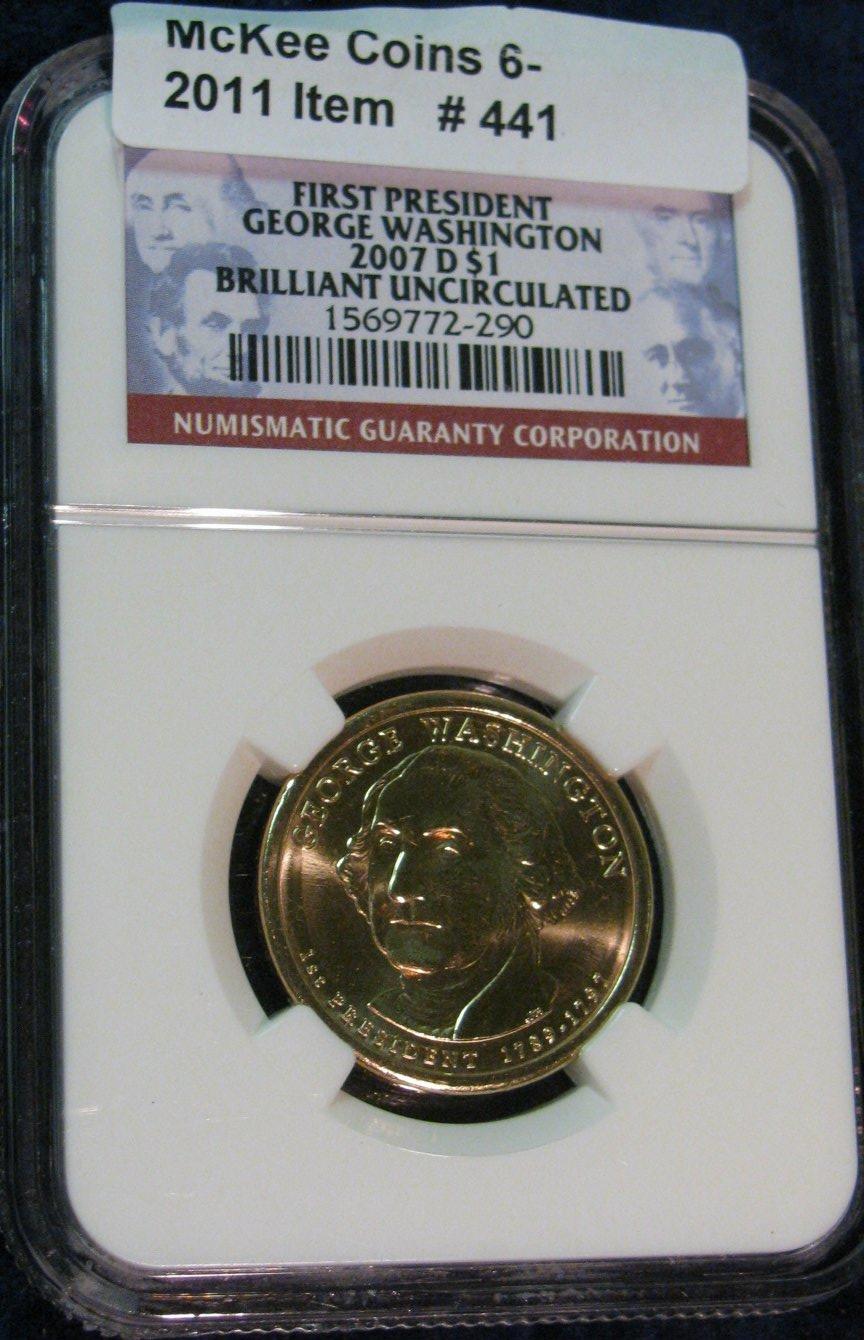 McKee Coins 6-
2011 Item # 441
FIRST PRESIDENT
GEORGE WASHINGTON
2007 D $1
BRILLIANT UNCIRCULATED
1569772-290
NUMISMATIC GUARANTY CORPORATION
GEORGE WASHINGTON
1st PRESIDENT 1789-1797